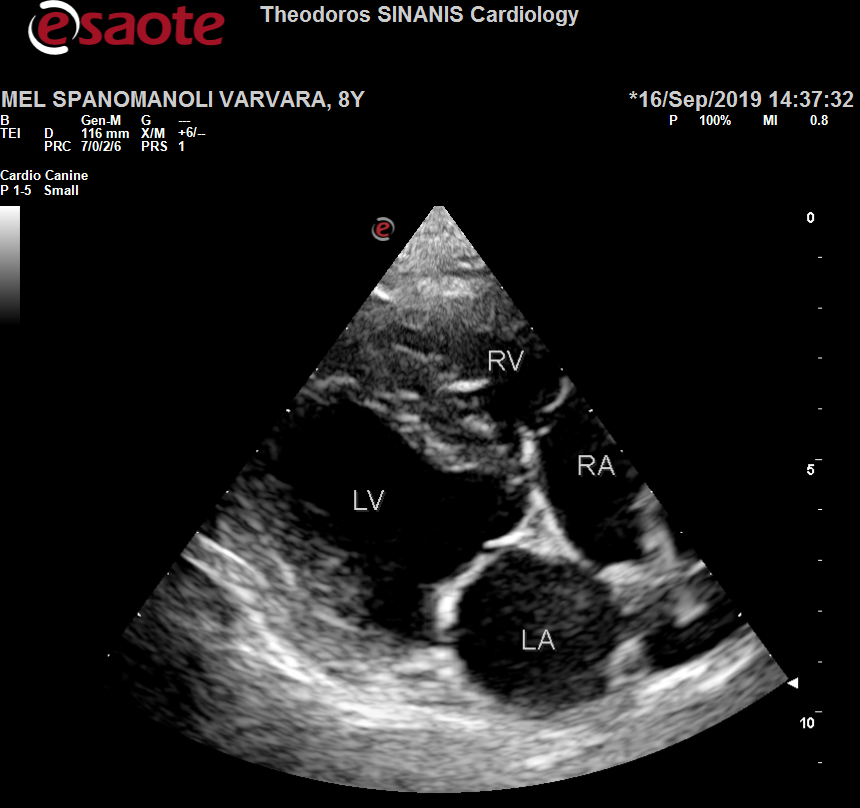 esaote
Theodoros SINANIS Cardiology
MEL SPANOMANOLI VARVARA, 8Y
*16/Sep/2019 14:37:32
B Gen-M G ---
P 100% MI 0.8
TEI D 116 mm X/M +6/--
PRC 7/0/2/6 PRS 1
Cardio Canine
P 1-5 Small
e
0
RV
RA
5
LV
LA
10